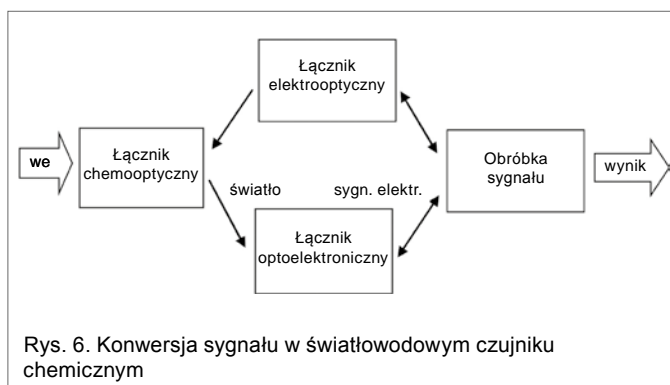 Łącznik
elektrooptyczny
we
Łącznik
chemooptyczny
Obróbka
sygnału
wynik
światło
sygn. elektr.
Łącznik
optoelektroniczny
Rys. 6. Konwersja sygnału w światłowodowym czujniku
chemicznym